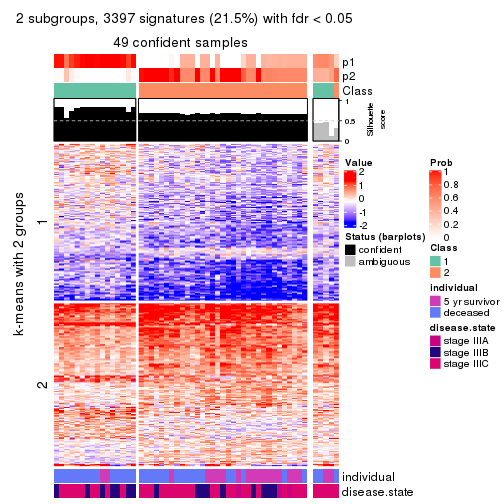 2 subgroups, 3397 signatures (21.5%) with fdr < 0.05
49 confident samples
p1
p2
Class
1
0.5
0
Silhouette
score
k-means with 2 groups
1
2
Value
2
1
0
-1
-2
Status (barplots)
confident
ambiguous
Prob
1
0.8
0.6
0.4
0.2
0
Class
1
2
individual
5 yr survivor
deceased
disease.state
stage IIIA
stage IIIB
stage IIIC
individual
disease.state